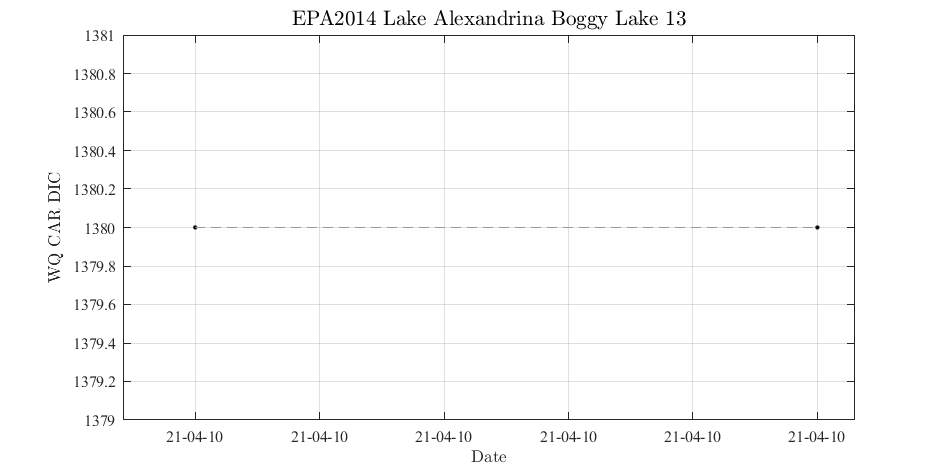 EPA2014 Lake Alexandrina Boggy Lake 13
1381
1380.8
1380.6
1380.4
1380.2
1380
1379.8
1379.6
1379.4
1379.2
1379
WQ CAR DIC
21-04-10 21-04-10 21-04-10 21-04-10 21-04-10 21-04-10
Date